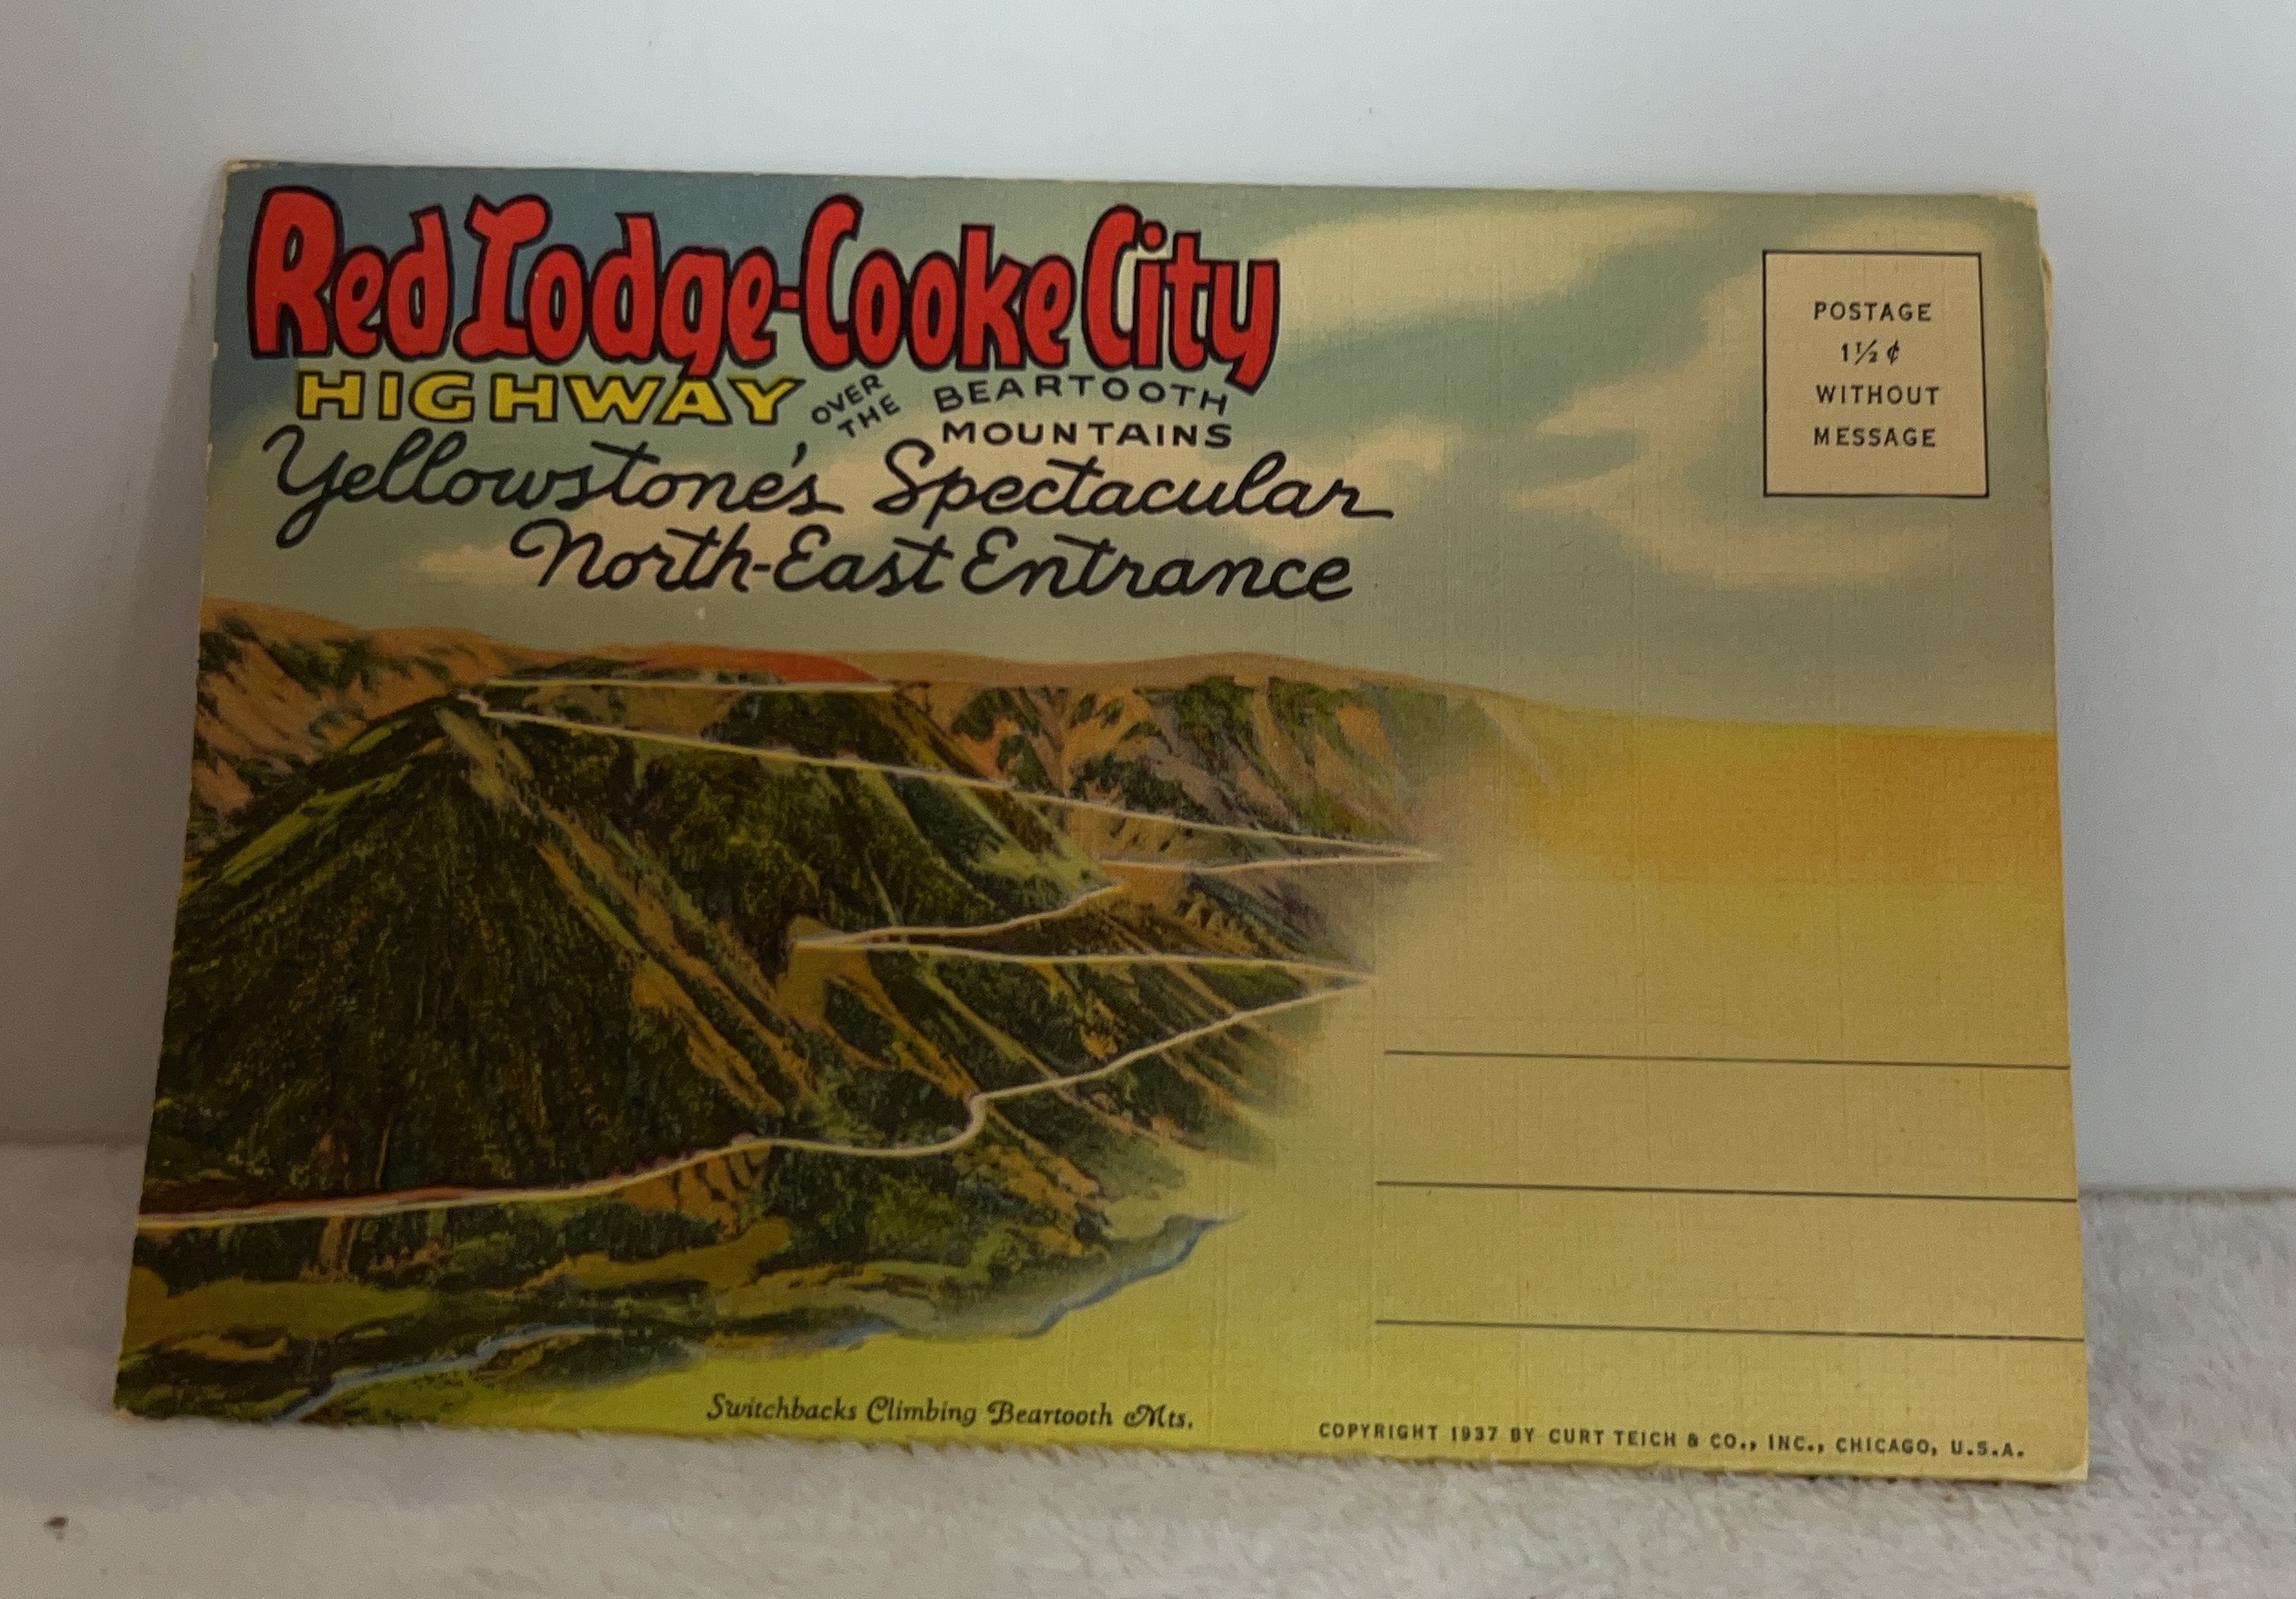 Red Lodge-Cooke City
HIGHWAY OVER THE BEARTOOTH MOUNTAINS
Yellowstone's Spectacular
North-East Entrance
POSTAGE
1½ ¢
WITHOUT
MESSAGE
Switchbacks Climbing Beartooth Mts.
COPYRIGHT 1937 BY CURT TEICH & CO., INC., CHICAGO, U.S.A.